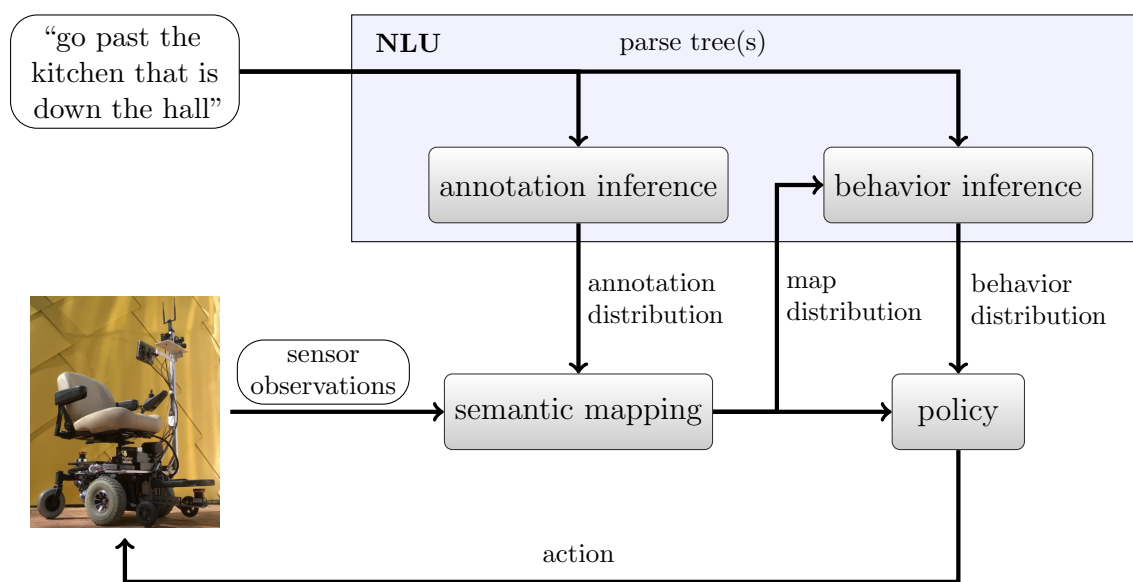 “go past the
kitchen that is
down the hall”
NLU
parse tree(s)
annotation inference
behavior inference
annotation
distribution
map
distribution
behavior
distribution
sensor
observations
semantic mapping
policy
action